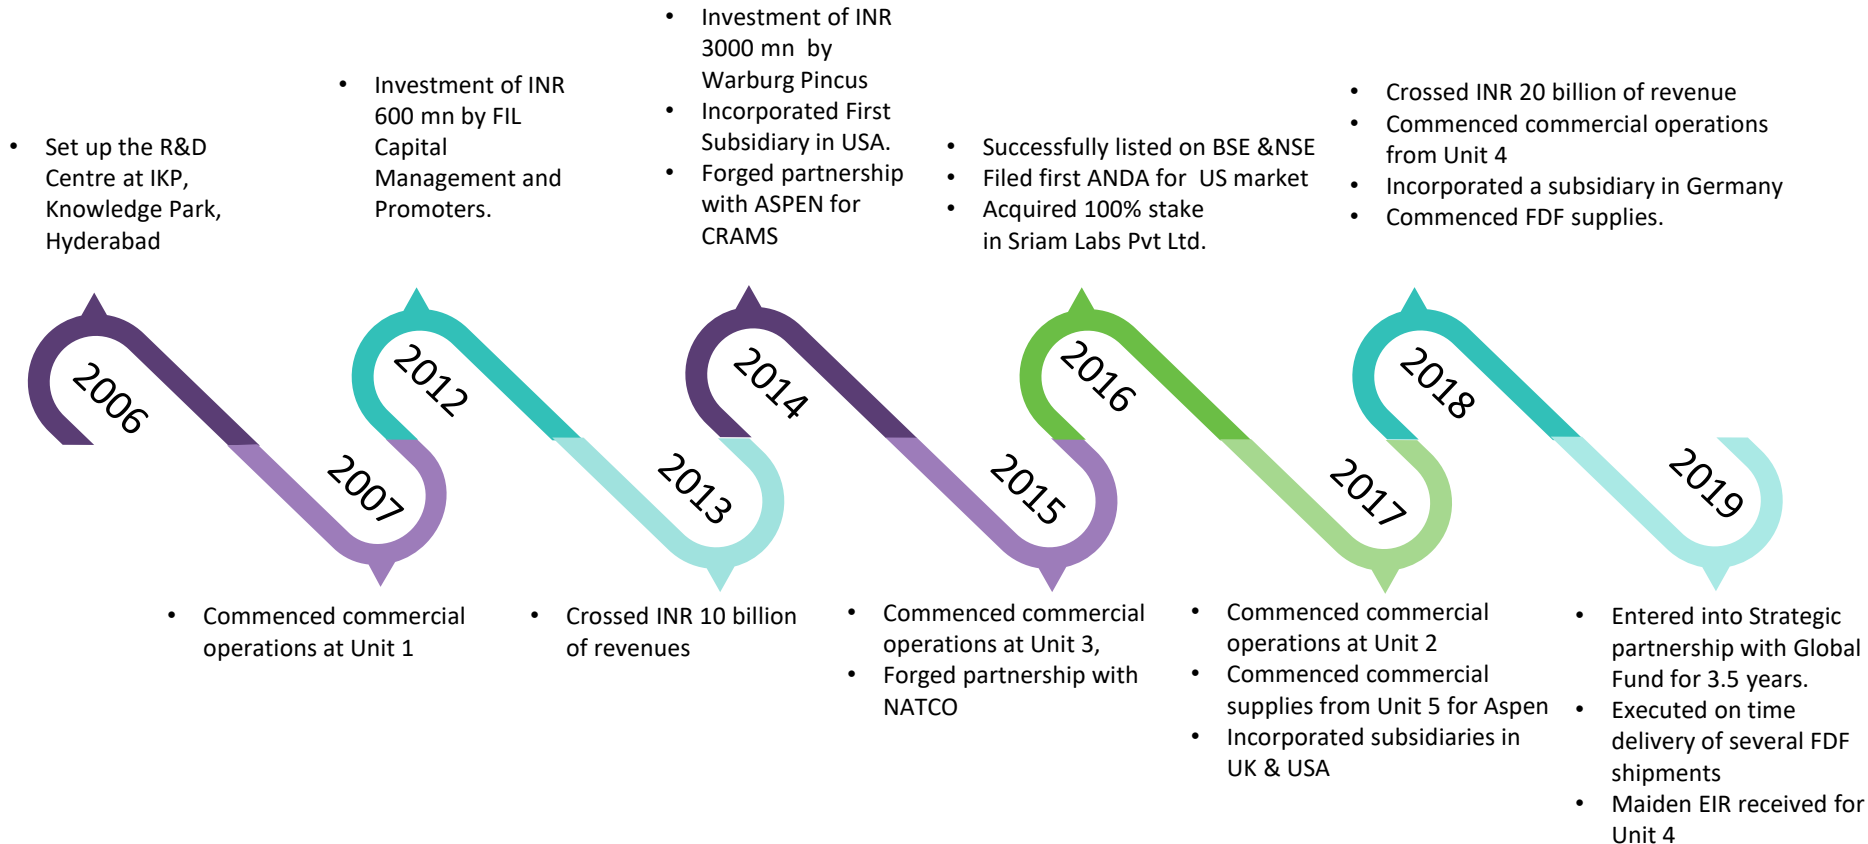 • Set up the R&D
Centre at IKP,
Knowledge Park,
Hyderabad
• Investment of INR
600 mn by FIL
Capital
Management and
Promoters.
• Investment of INR
3000 mn by
Warburg Pincus
• Incorporated First
Subsidiary in USA.
• Forged partnership
with ASPEN for
CRAMS
• Successfully listed on BSE &NSE
• Filed first ANDA for US market
• Acquired 100% stake
in Sriam Labs Pvt Ltd.
• Crossed INR 20 billion of revenue
• Commenced commercial operations
from Unit 4
• Incorporated a subsidiary in Germany
• Commenced FDF supplies.
2006
2007
2012
2013
2014
2015
2016
2017
2018
2019
• Commenced commercial
operations at Unit 1
• Crossed INR 10 billion
of revenues
• Commenced commercial
operations at Unit 3,
• Forged partnership with
NATCO
• Commenced commercial
operations at Unit 2
• Commenced commercial
supplies from Unit 5 for Aspen
• Incorporated subsidiaries in
UK & USA
• Entered into Strategic
partnership with Global
Fund for 3.5 years.
• Executed on time
delivery of several FDF
shipments
• Maiden EIR received for
Unit 4